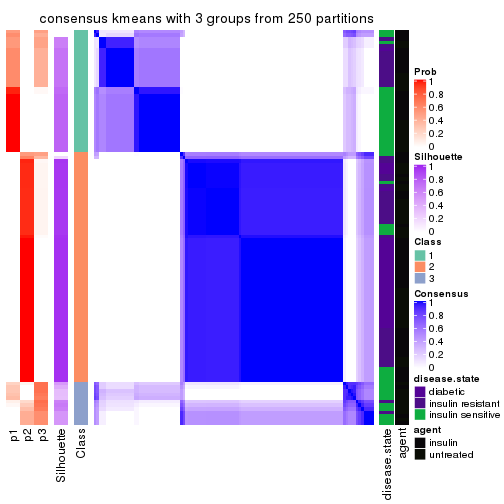 consensus kmeans with 3 groups from 250 partitions
Prob
1
0.8
0.6
0.4
0.2
0
Silhouette
1
0.8
0.6
0.4
0.2
0
Class
1
2
3
Consensus
1
0.8
0.6
0.4
0.2
0
disease.state
diabetic
insulin resistant
insulin sensitive
agent
insulin
untreated
p1
p2
p3
Silhouette
Class
disease.state
agent